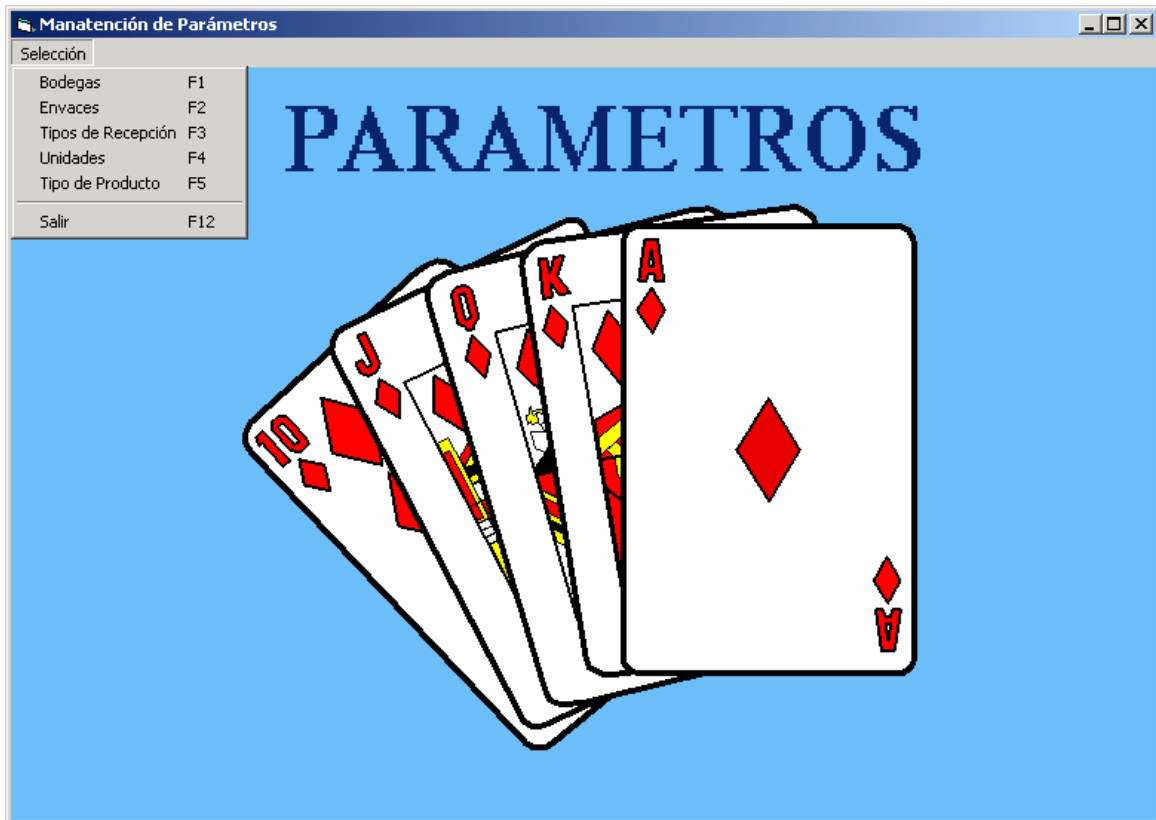 Manatención de Parámetros
Selección
Bodegas F1
Envaces F2
Tipos de Recepción F3
Unidades F4
Tipo de Producto F5
Salir F12
PARAMETROS
10
J
Q
K
A
A